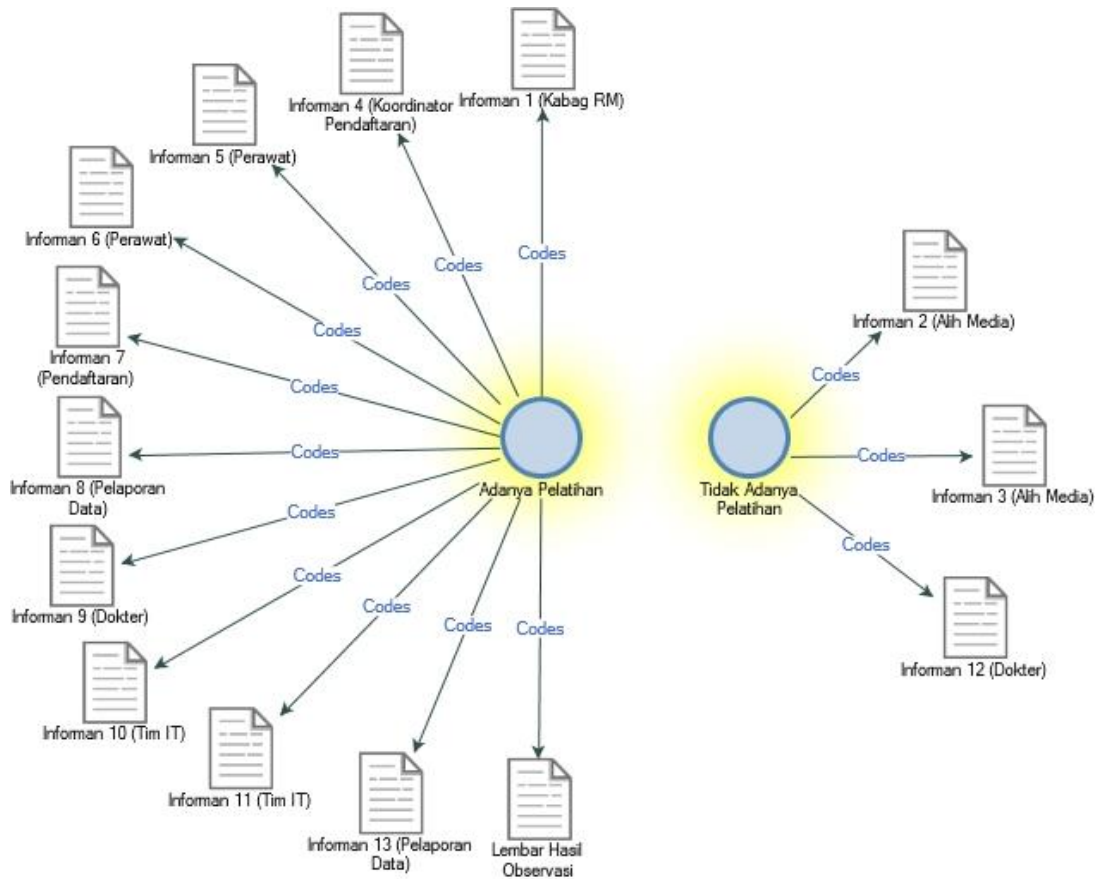 Informan 1 (Kabag RM)
Informan 4 (Koordinator
Pendaftaran)
Informan 5 (Perawat)
Informan 6 (Perawat)
Informan 7
(Pendaftaran)
Informan 8 (Pelaporan
Data)
Informan 9 (Dokter)
Informan 10 (Tim IT)
Informan 11 (Tim IT)
Informan 13 (Pelaporan
Data)
Lembar Hasil
Observasi
Codes
Codes
Codes
Codes
Codes
Codes
Codes
Codes
Codes
Codes
Codes
Adanya Pelatihan
Tidak Adanya
Pelatihan
Informan 2 (Alih Media)
Codes
Codes
Informan 3 (Alih Media)
Codes
Informan 12 (Dokter)